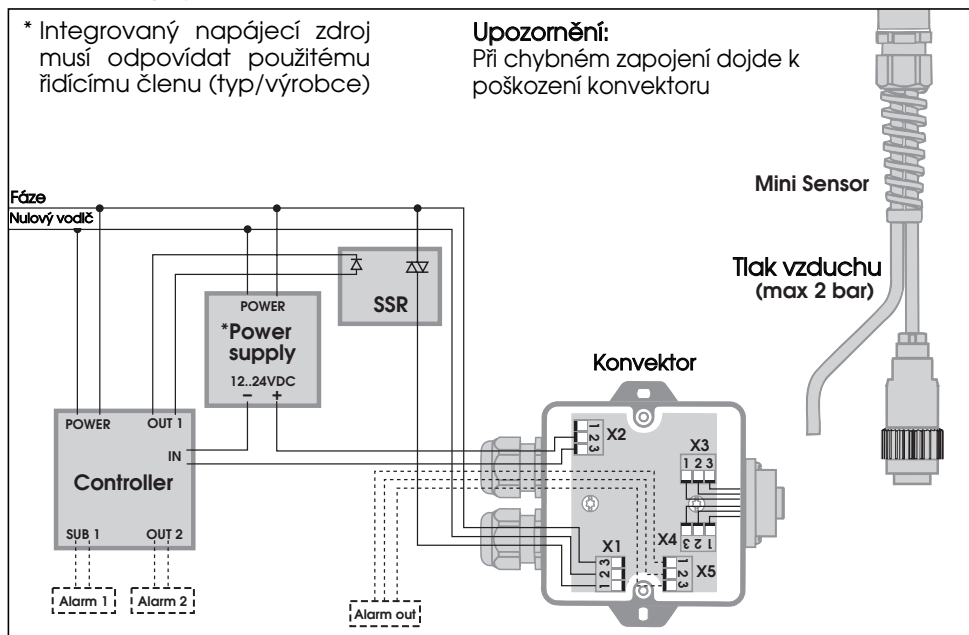 * Integrovaný napájecí zdroj
musí odpovídat použitému
řídícímu členu (typ/výrobce)
Upozornění:
Při chybném zapojení dojde k
poškození konvektoru
Mini Sensor
Tlak vzduchu
(max 2 bar)
Fáze
Nulový vodič
SSR
POWER
*Power
supply
12..24VDC
– +
Konvektor
POWER OUT 1
IN
Controller
SUB 1 OUT 2
Alarm 1 Alarm 2
Alarm out
X2
1
2
3
X3
1 2 3
X4
1 2 3
X1
3
2
1
X5
1
2
3